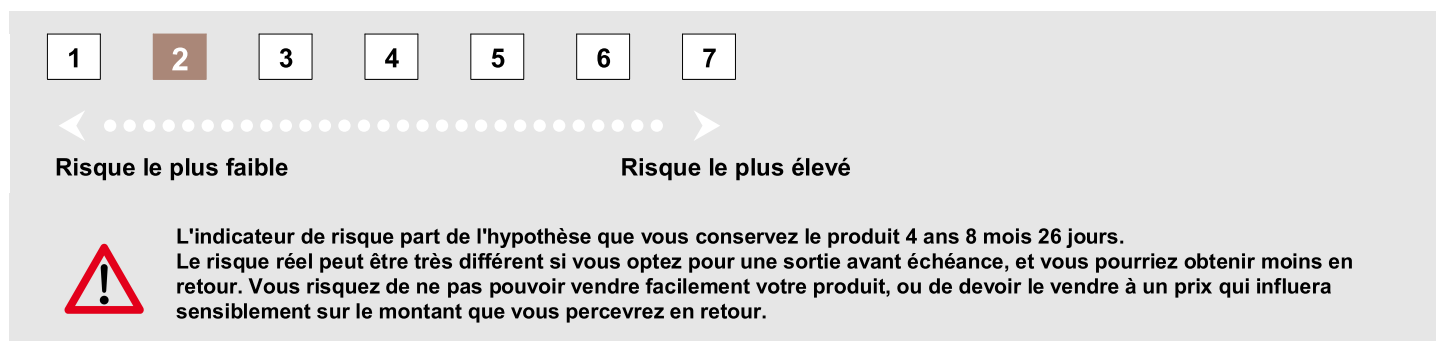 1 2 3 4 5 6 7
Risque le plus faible Risque le plus élevé
L'indicateur de risque part de l'hypothèse que vous conservez le produit 4 ans 8 mois 26 jours.
Le risque réel peut être très différent si vous optez pour une sortie avant échéance, et vous pourriez obtenir moins en
retour. Vous risquez de ne pas pouvoir vendre facilement votre produit, ou de devoir le vendre à un prix qui influera
sensiblement sur le montant que vous percevrez en retour.